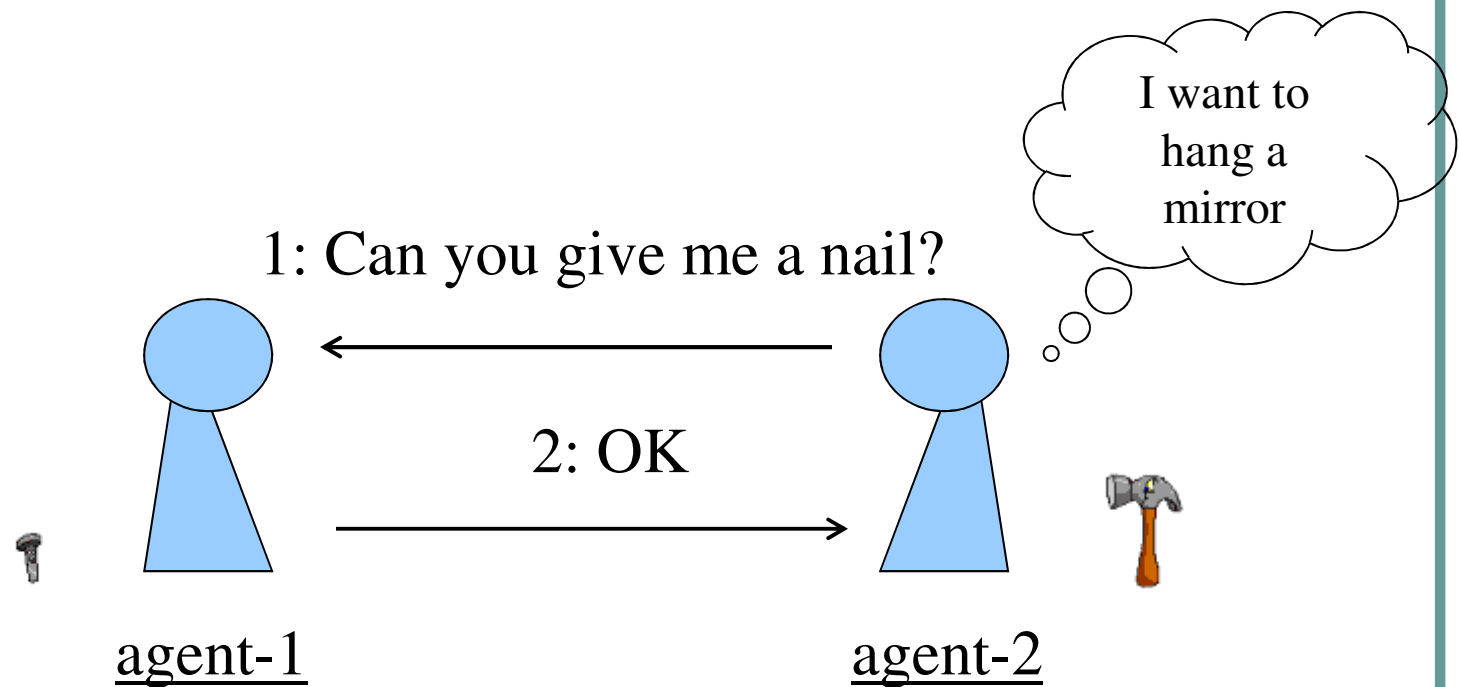 I want to
hang a
mirror
1: Can you give me a nail?
2: OK
agent-1
agent-2